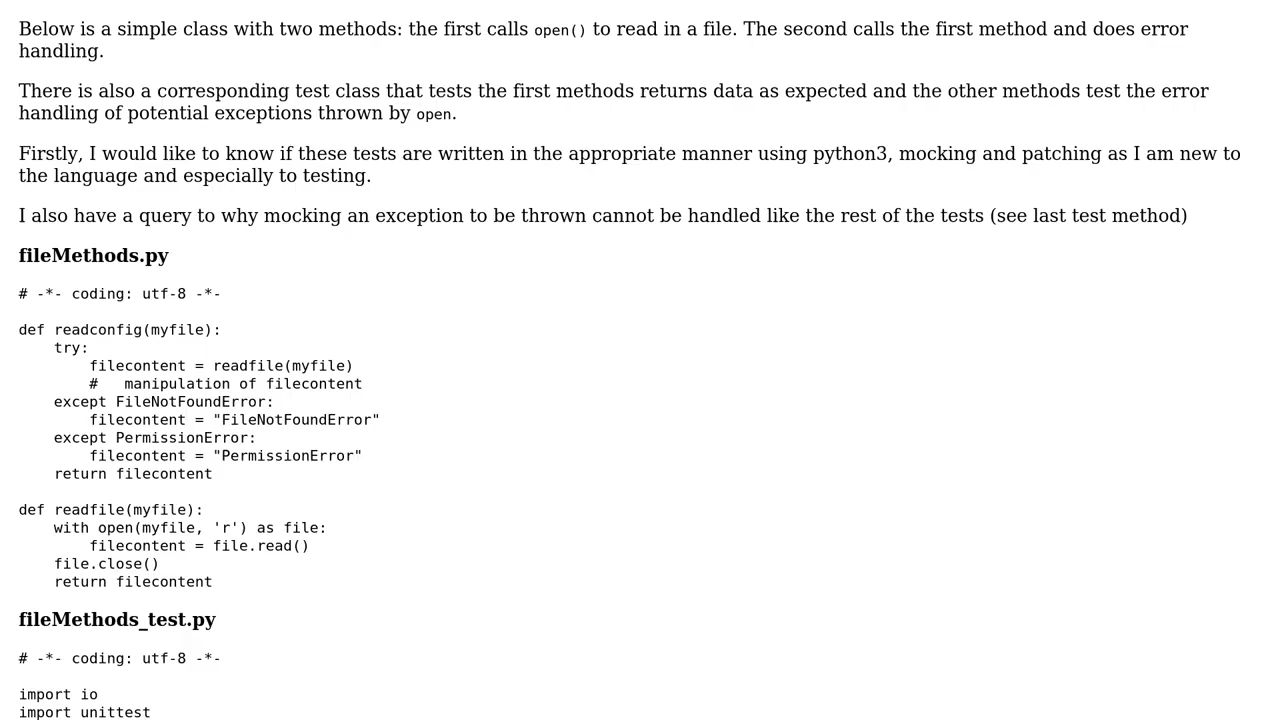 Below is a simple class with two methods: the first calls open() to read in a file. The second calls the first method and does error
handling.
There is also a corresponding test class that tests the first methods returns data as expected and the other methods test the error
handling of potential exceptions thrown by open.
Firstly, I would like to know if these tests are written in the appropriate manner using python3, mocking and patching as I am new to
the language and especially to testing.
I also have a query to why mocking an exception to be thrown cannot be handled like the rest of the tests (see last test method)
fileMethods.py
# -*- coding: utf-8 -*-
def readconfig(myfile):
    try:
        filecontent = readfile(myfile)
        #   manipulation of filecontent
    except FileNotFoundError:
        filecontent = "FileNotFoundError"
    except PermissionError:
        filecontent = "PermissionError"
    return filecontent
def readfile(myfile):
    with open(myfile, 'r') as file:
        filecontent = file.read()
    file.close()
    return filecontent
fileMethods_test.py
# -*- coding: utf-8 -*-
import io
import unittest